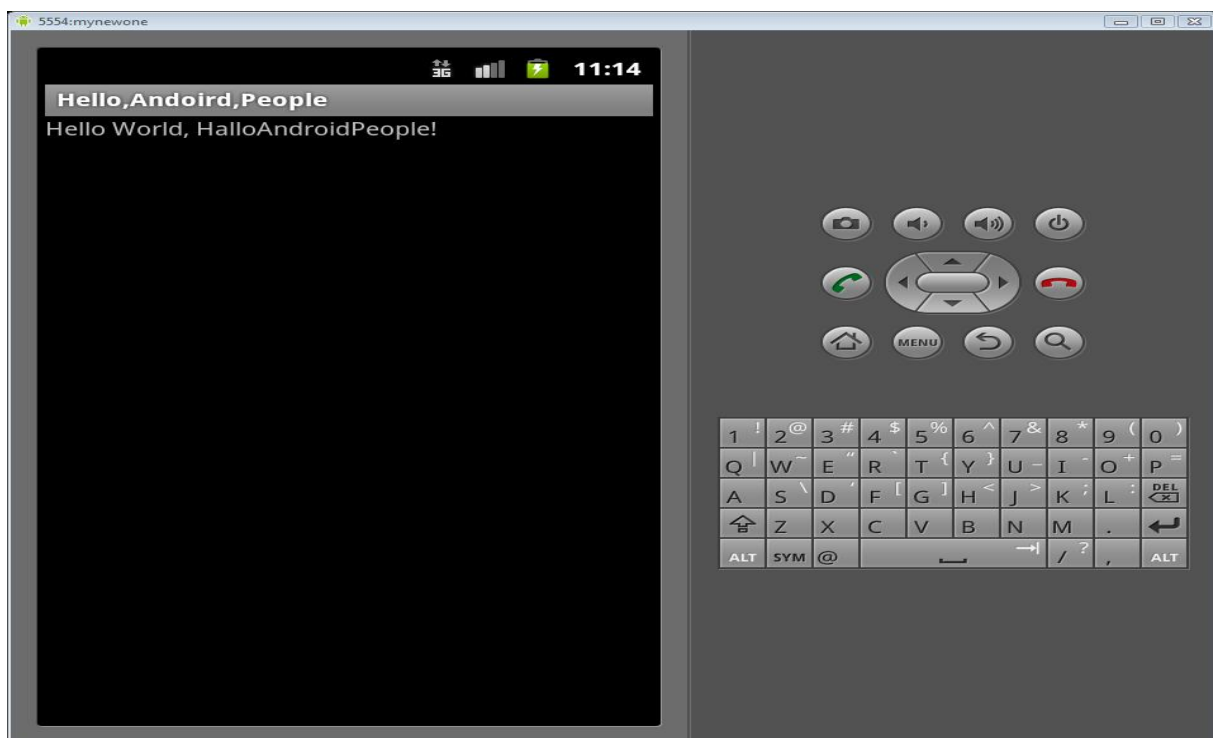 5554:mynewone
3G 11:14
Hello,Andoird,People
Hello World, HalloAndroidPeople!
MENU
1 ! 2 @ 3 # 4 $ 5 % 6 ^ 7 & 8 * 9 ( 0 )
Q | W ~ E " R ` T { Y } U _ I - O + P =
A S \ D ' F [ G ] H < J > K ; L : DEL
Z X C V B N M .
ALT SYM @ / ? , ALT